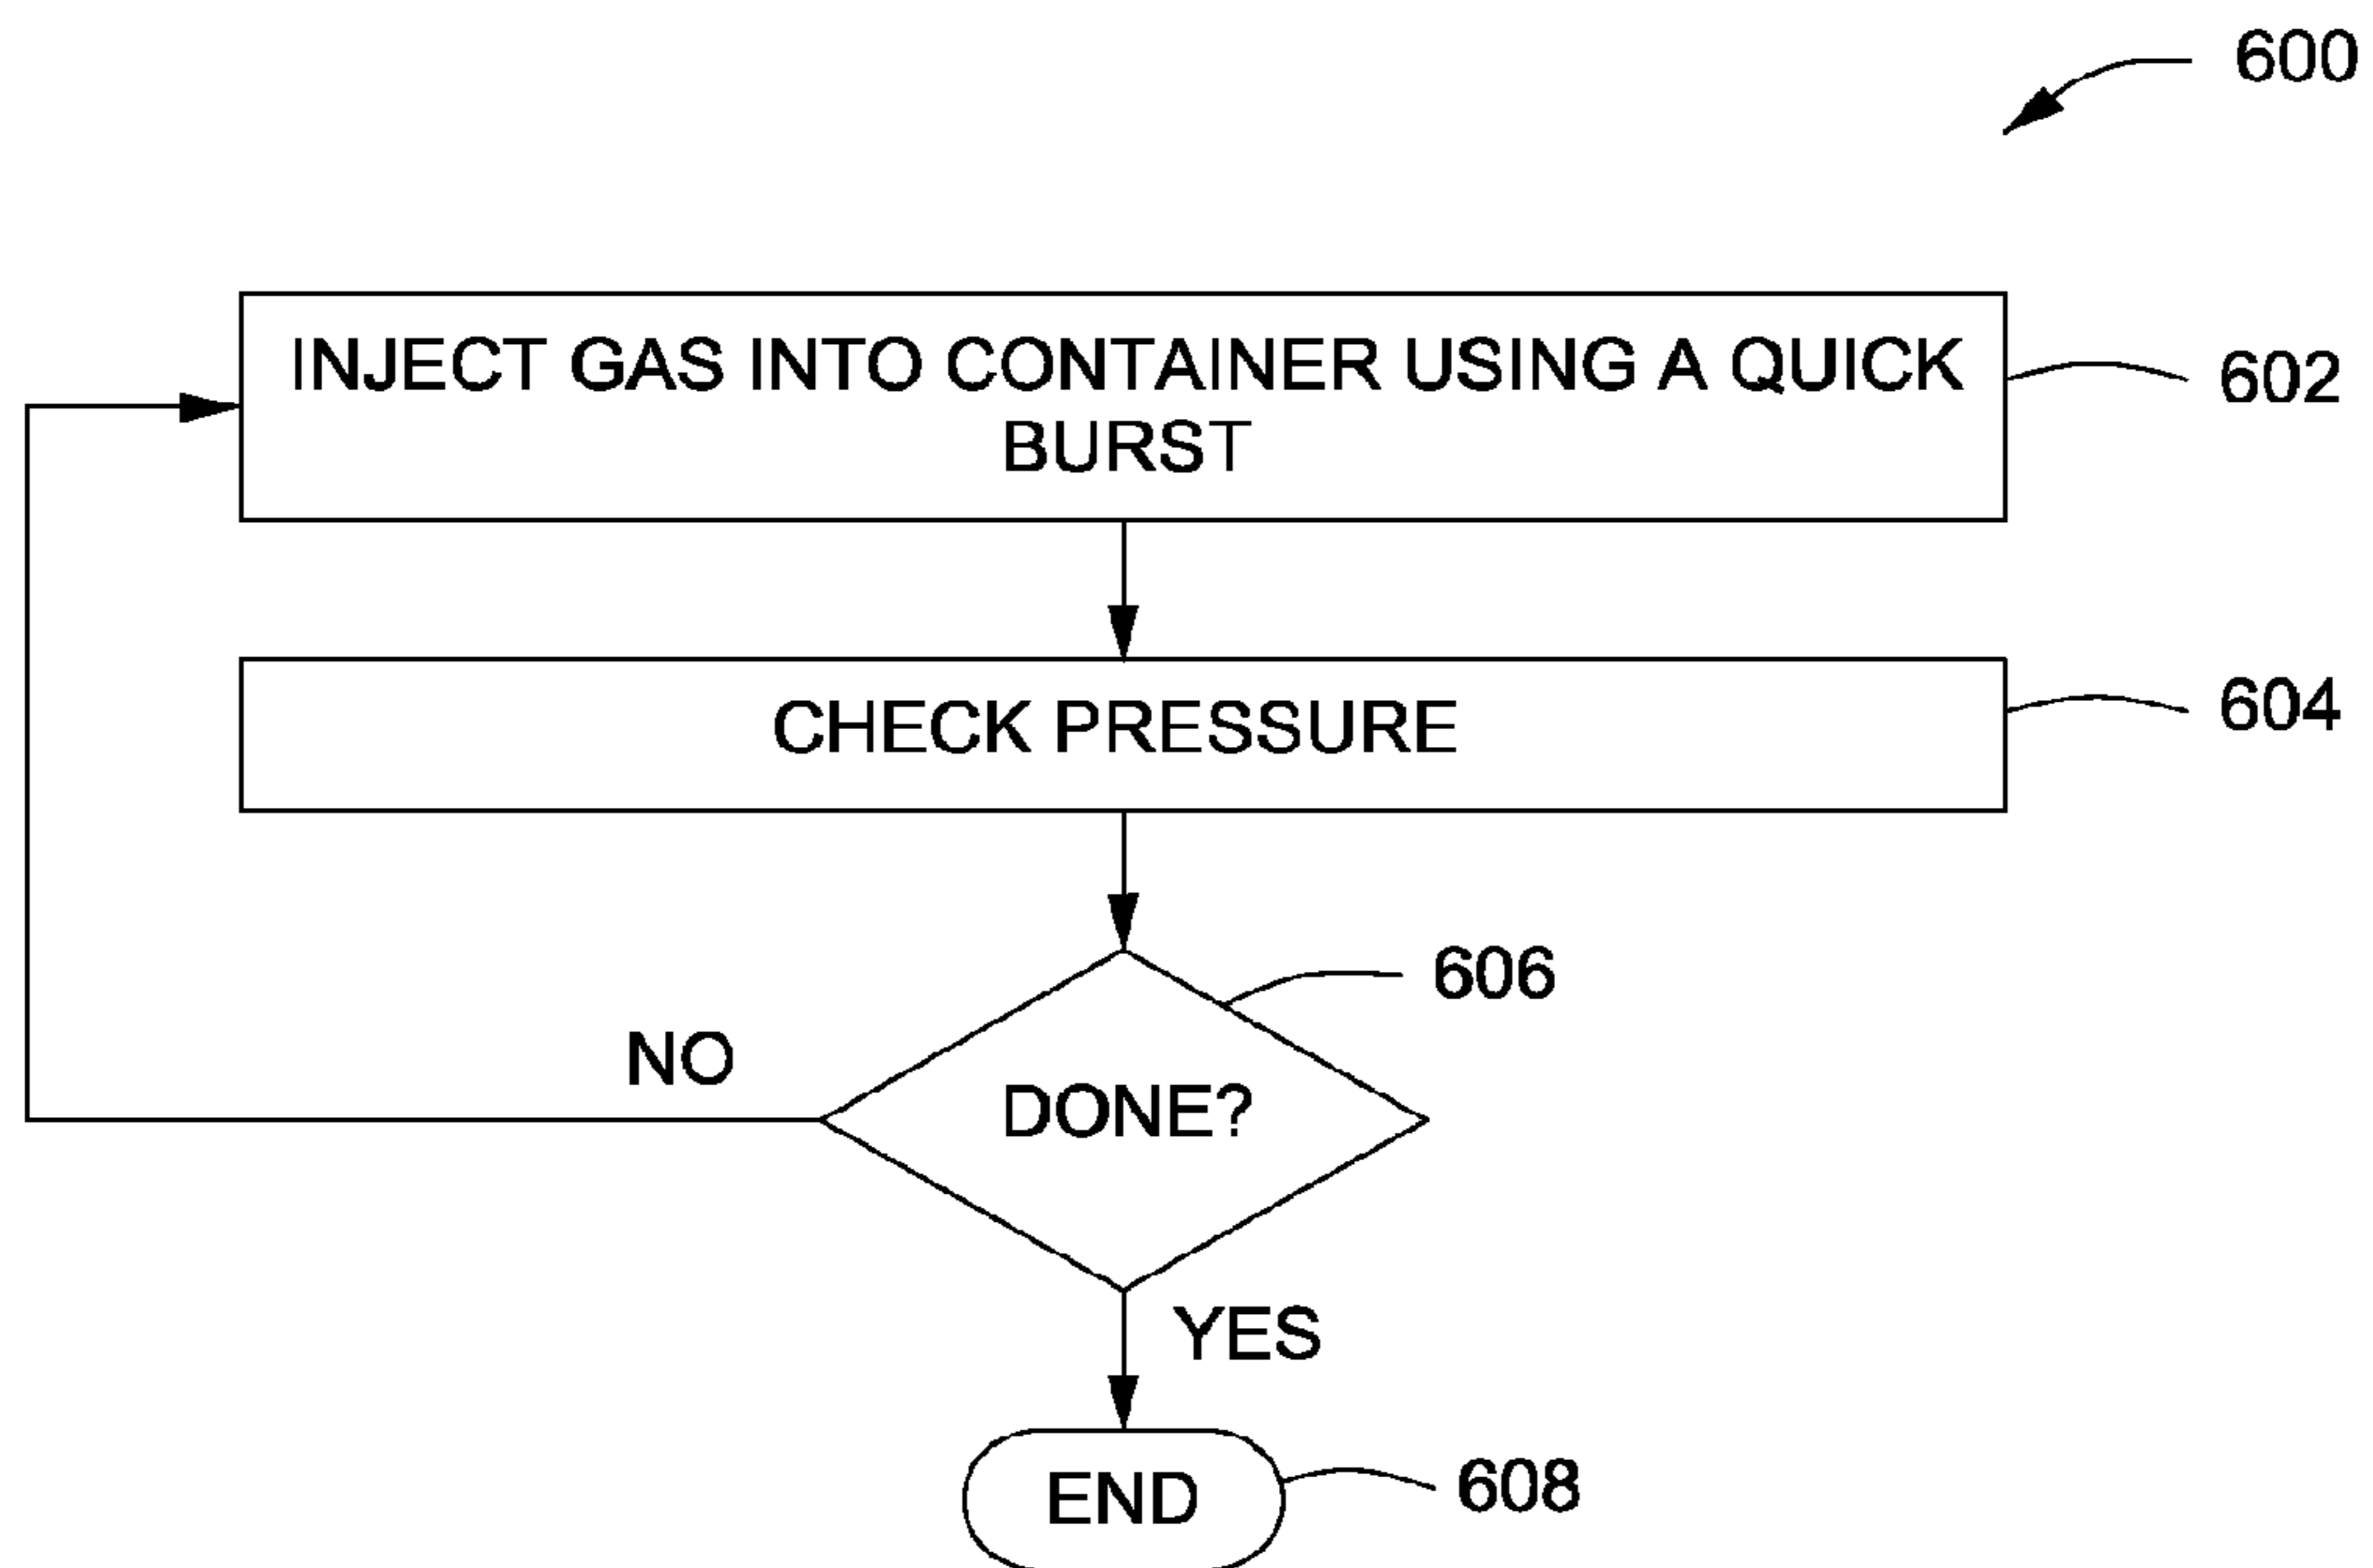 600
INJECT GAS INTO CONTAINER USING A QUICK
BURST
602
CHECK PRESSURE
604
606
NO
DONE?
YES
END
608